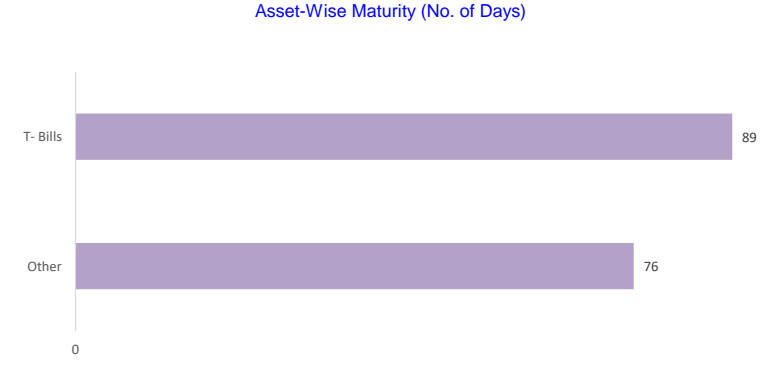 Asset-Wise Maturity (No. of Days)
T- Bills
89
Other
76
0